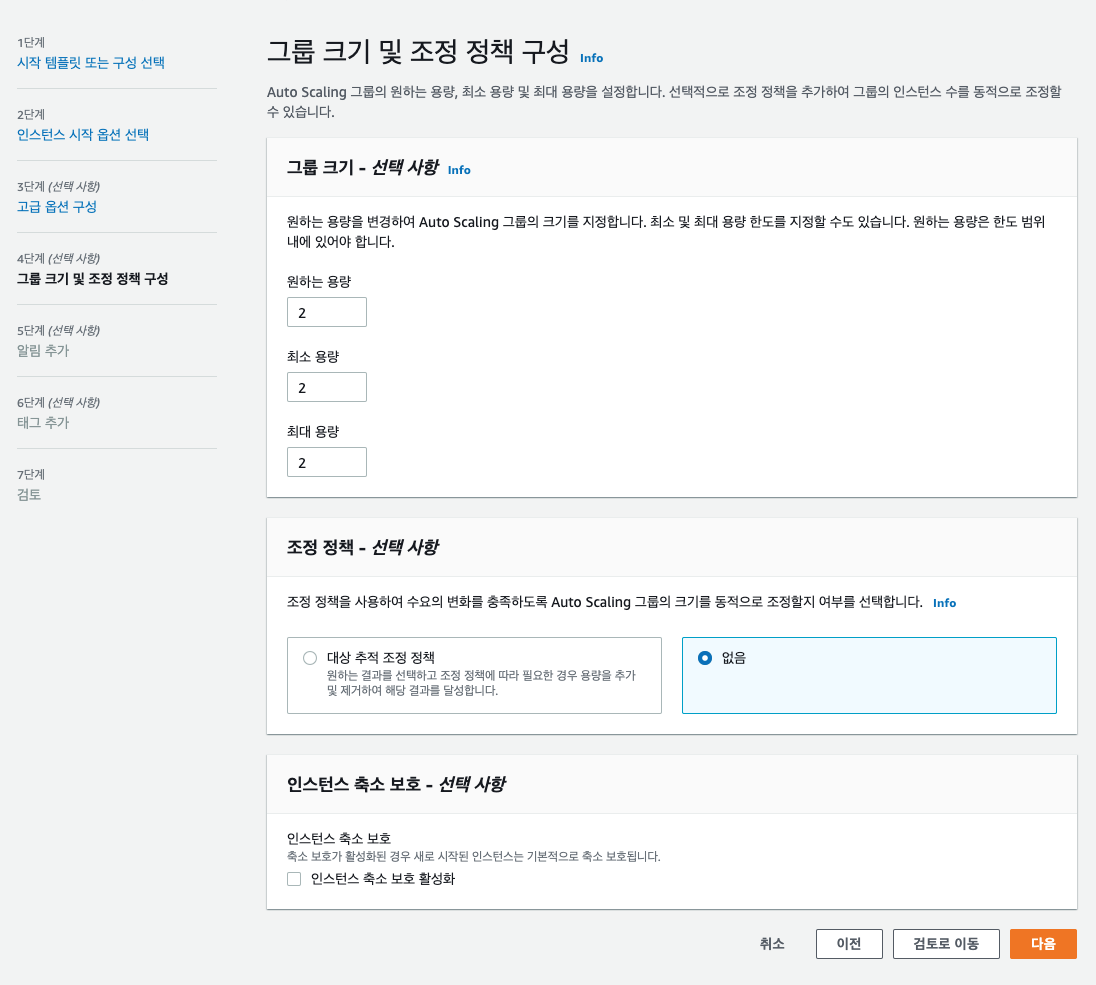 1단계
시작 템플릿 또는 구성 선택
2단계
인스턴스 시작 옵션 선택
3단계 (선택 사항)
고급 옵션 구성
4단계 (선택 사항)
그룹 크기 및 조정 정책 구성
5단계 (선택 사항)
알림 추가
6단계 (선택 사항)
태그 추가
7단계
검토
그룹 크기 및 조정 정책 구성 Info
Auto Scaling 그룹의 원하는 용량, 최소 용량 및 최대 용량을 설정합니다. 선택적으로 조정 정책을 추가하여 그룹의 인스턴스 수를 동적으로 조정할
수 있습니다.
그룹 크기 - 선택 사항 Info
원하는 용량을 변경하여 Auto Scaling 그룹의 크기를 지정합니다. 최소 및 최대 용량 한도를 지정할 수도 있습니다. 원하는 용량은 한도 범위
내에 있어야 합니다.
원하는 용량
2
최소 용량
2
최대 용량
2
조정 정책 - 선택 사항
조정 정책을 사용하여 수요의 변화를 충족하도록 Auto Scaling 그룹의 크기를 동적으로 조정할지 여부를 선택합니다. Info
대상 추적 조정 정책
원하는 결과를 선택하고 조정 정책에 따라 필요한 경우 용량을 추가
및 제거하여 해당 결과를 달성합니다.
없음
인스턴스 축소 보호 - 선택 사항
인스턴스 축소 보호
축소 보호가 활성화된 경우 새로 시작된 인스턴스는 기본적으로 축소 보호됩니다.
인스턴스 축소 보호 활성화
취소 이전 검토로 이동 다음